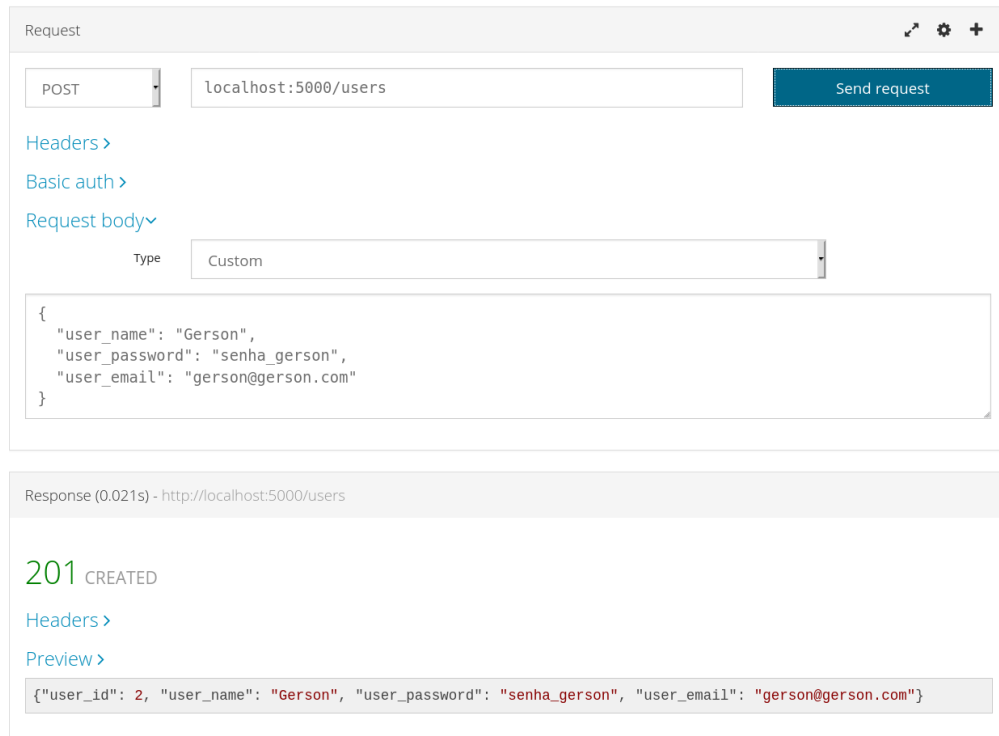 Request
POST localhost:5000/users Send request
Headers
Basic auth
Request body
Type Custom
{
  "user_name": "Gerson",
  "user_password": "senha_gerson",
  "user_email": "gerson@gerson.com"
}
Response (0.021s) - http://localhost:5000/users
201 CREATED
Headers
Preview
{"user_id": 2, "user_name": "Gerson", "user_password": "senha_gerson", "user_email": "gerson@gerson.com"}